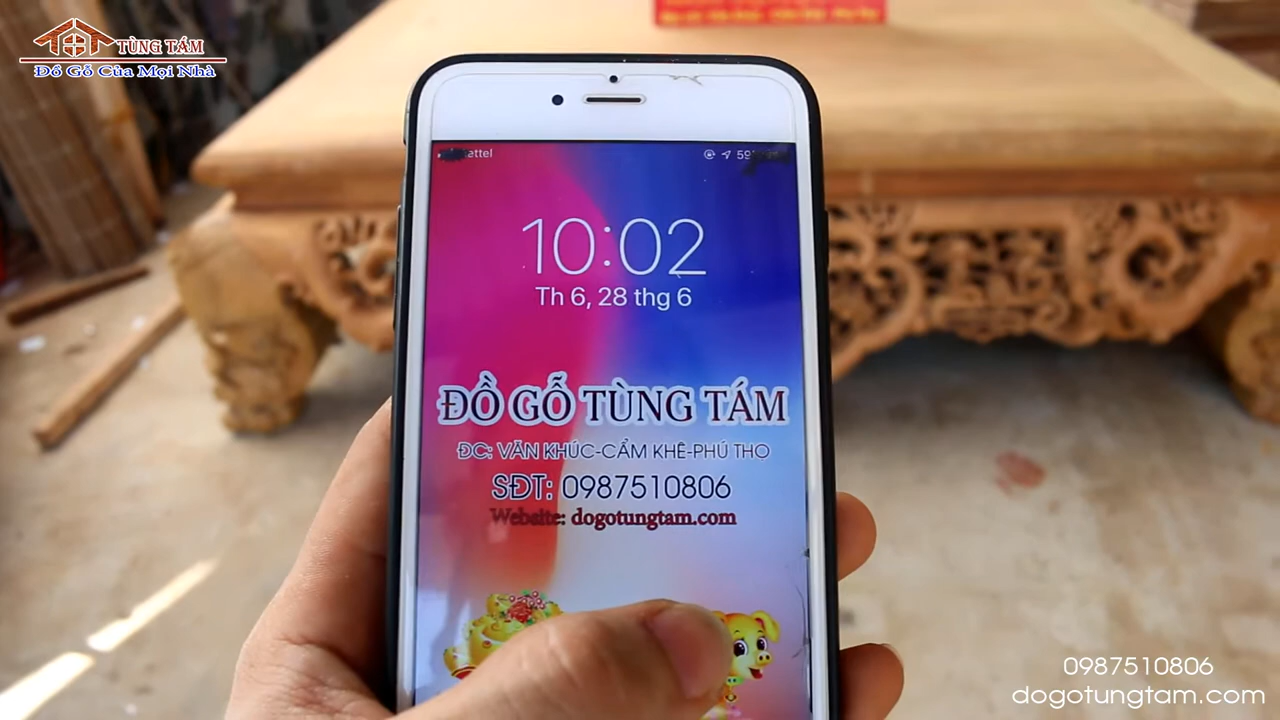 TÙNG TÁM
Đồ Gỗ Của Mọi Nhà
10:02
Th 6, 28 thg 6
ĐỒ GỖ TÙNG TÁM
ĐC: VĂN KHÚC-CẨM KHÊ-PHÚ THỌ
SĐT: 0987510806
Website: dogotungtam.com
0987510806
dogotungtam.com